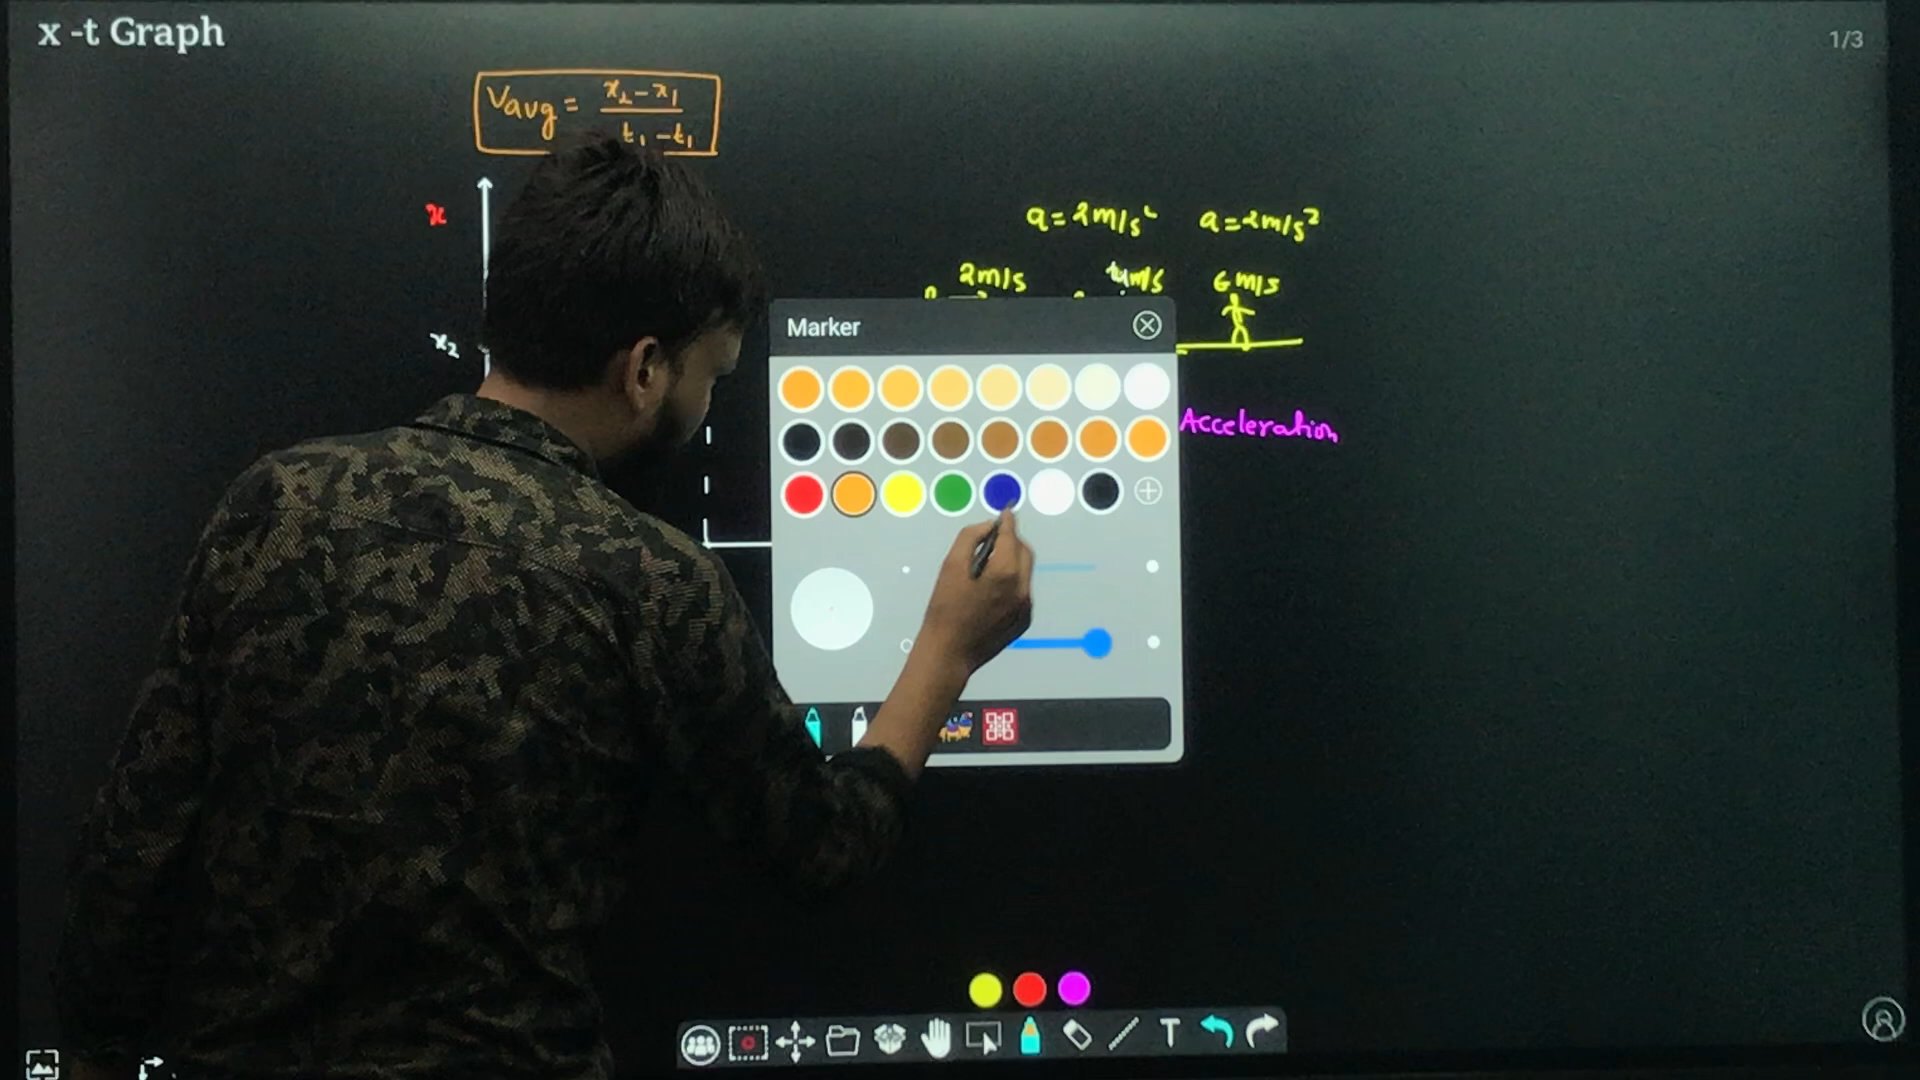 x -t Graph
1/3
Vavg = x₂-x₁ / t₁-t₁
x
a=2m/s² a=2m/s²
2m/s 4m/s 6m/s
x₂
Marker
Acceleration
T